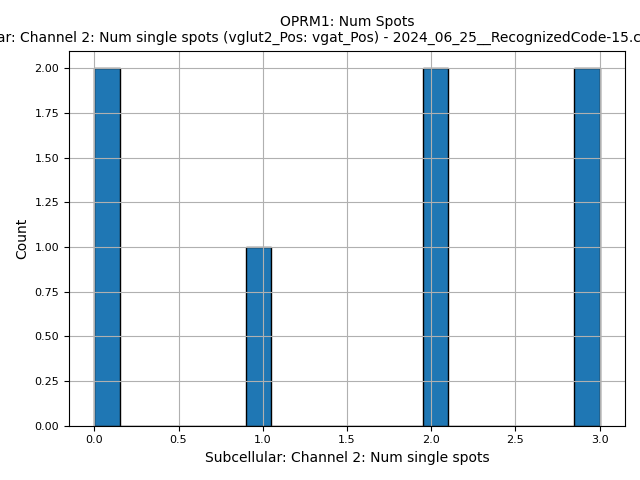 OPRM1: Num Spots
ar: Channel 2: Num single spots (vglut2_Pos: vgat_Pos) - 2024_06_25__RecognizedCode-15.c
2.00
1.75
1.50
1.25
1.00
0.75
0.50
0.25
0.00
Count
0.0 0.5 1.0 1.5 2.0 2.5 3.0
Subcellular: Channel 2: Num single spots